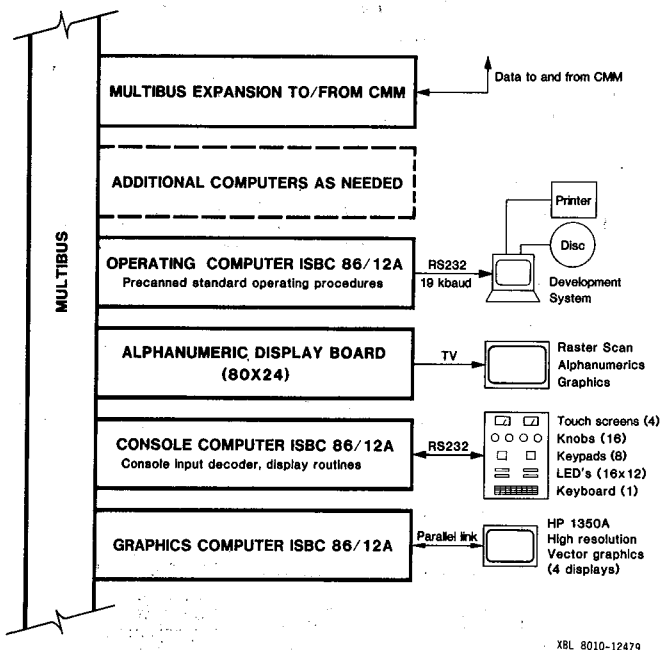 MULTIBUS
MULTIBUS EXPANSION TO/FROM CMM
Data to and from CMM
ADDITIONAL COMPUTERS AS NEEDED
Printer
Disc
OPERATING COMPUTER ISBC 86/12A
Precanned standard operating procedures
RS232
19 kbaud
Development
System
ALPHANUMERIC DISPLAY BOARD
(80X24)
TV
Raster Scan
Alphanumerics
Graphics
CONSOLE COMPUTER ISBC 86/12A
Console input decoder, display routines
RS232
Touch screens (4)
Knobs (16)
Keypads (8)
LED's (16x12)
Keyboard (1)
GRAPHICS COMPUTER ISBC 86/12A
Parallel link
HP 1350A
High resolution
Vector graphics
(4 displays)
XBL 8010-12479